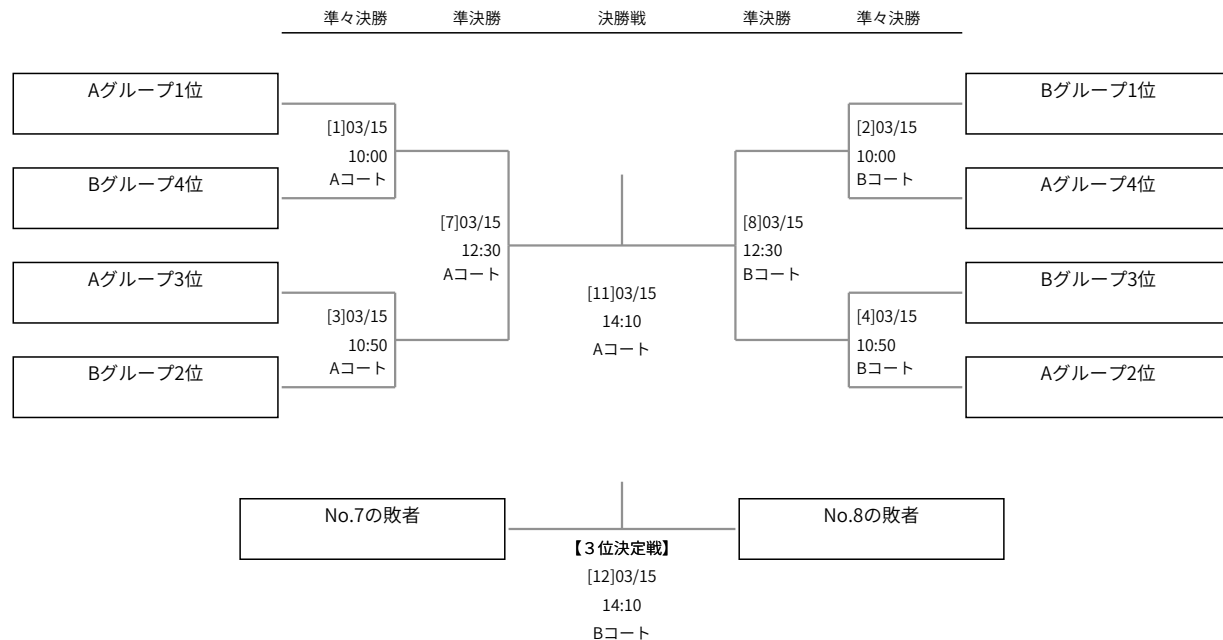 準々決勝 準決勝 決勝戦 準決勝 準々決勝
Aグループ1位
Bグループ1位
[1]03/15
10:00
Aコート
[2]03/15
10:00
Bコート
Bグループ4位
Aグループ4位
[7]03/15
12:30
Aコート
[8]03/15
12:30
Bコート
Aグループ3位
Bグループ3位
[11]03/15
14:10
Aコート
[3]03/15
10:50
Aコート
[4]03/15
10:50
Bコート
Bグループ2位
Aグループ2位
No.7の敗者
No.8の敗者
【３位決定戦】
[12]03/15
14:10
Bコート